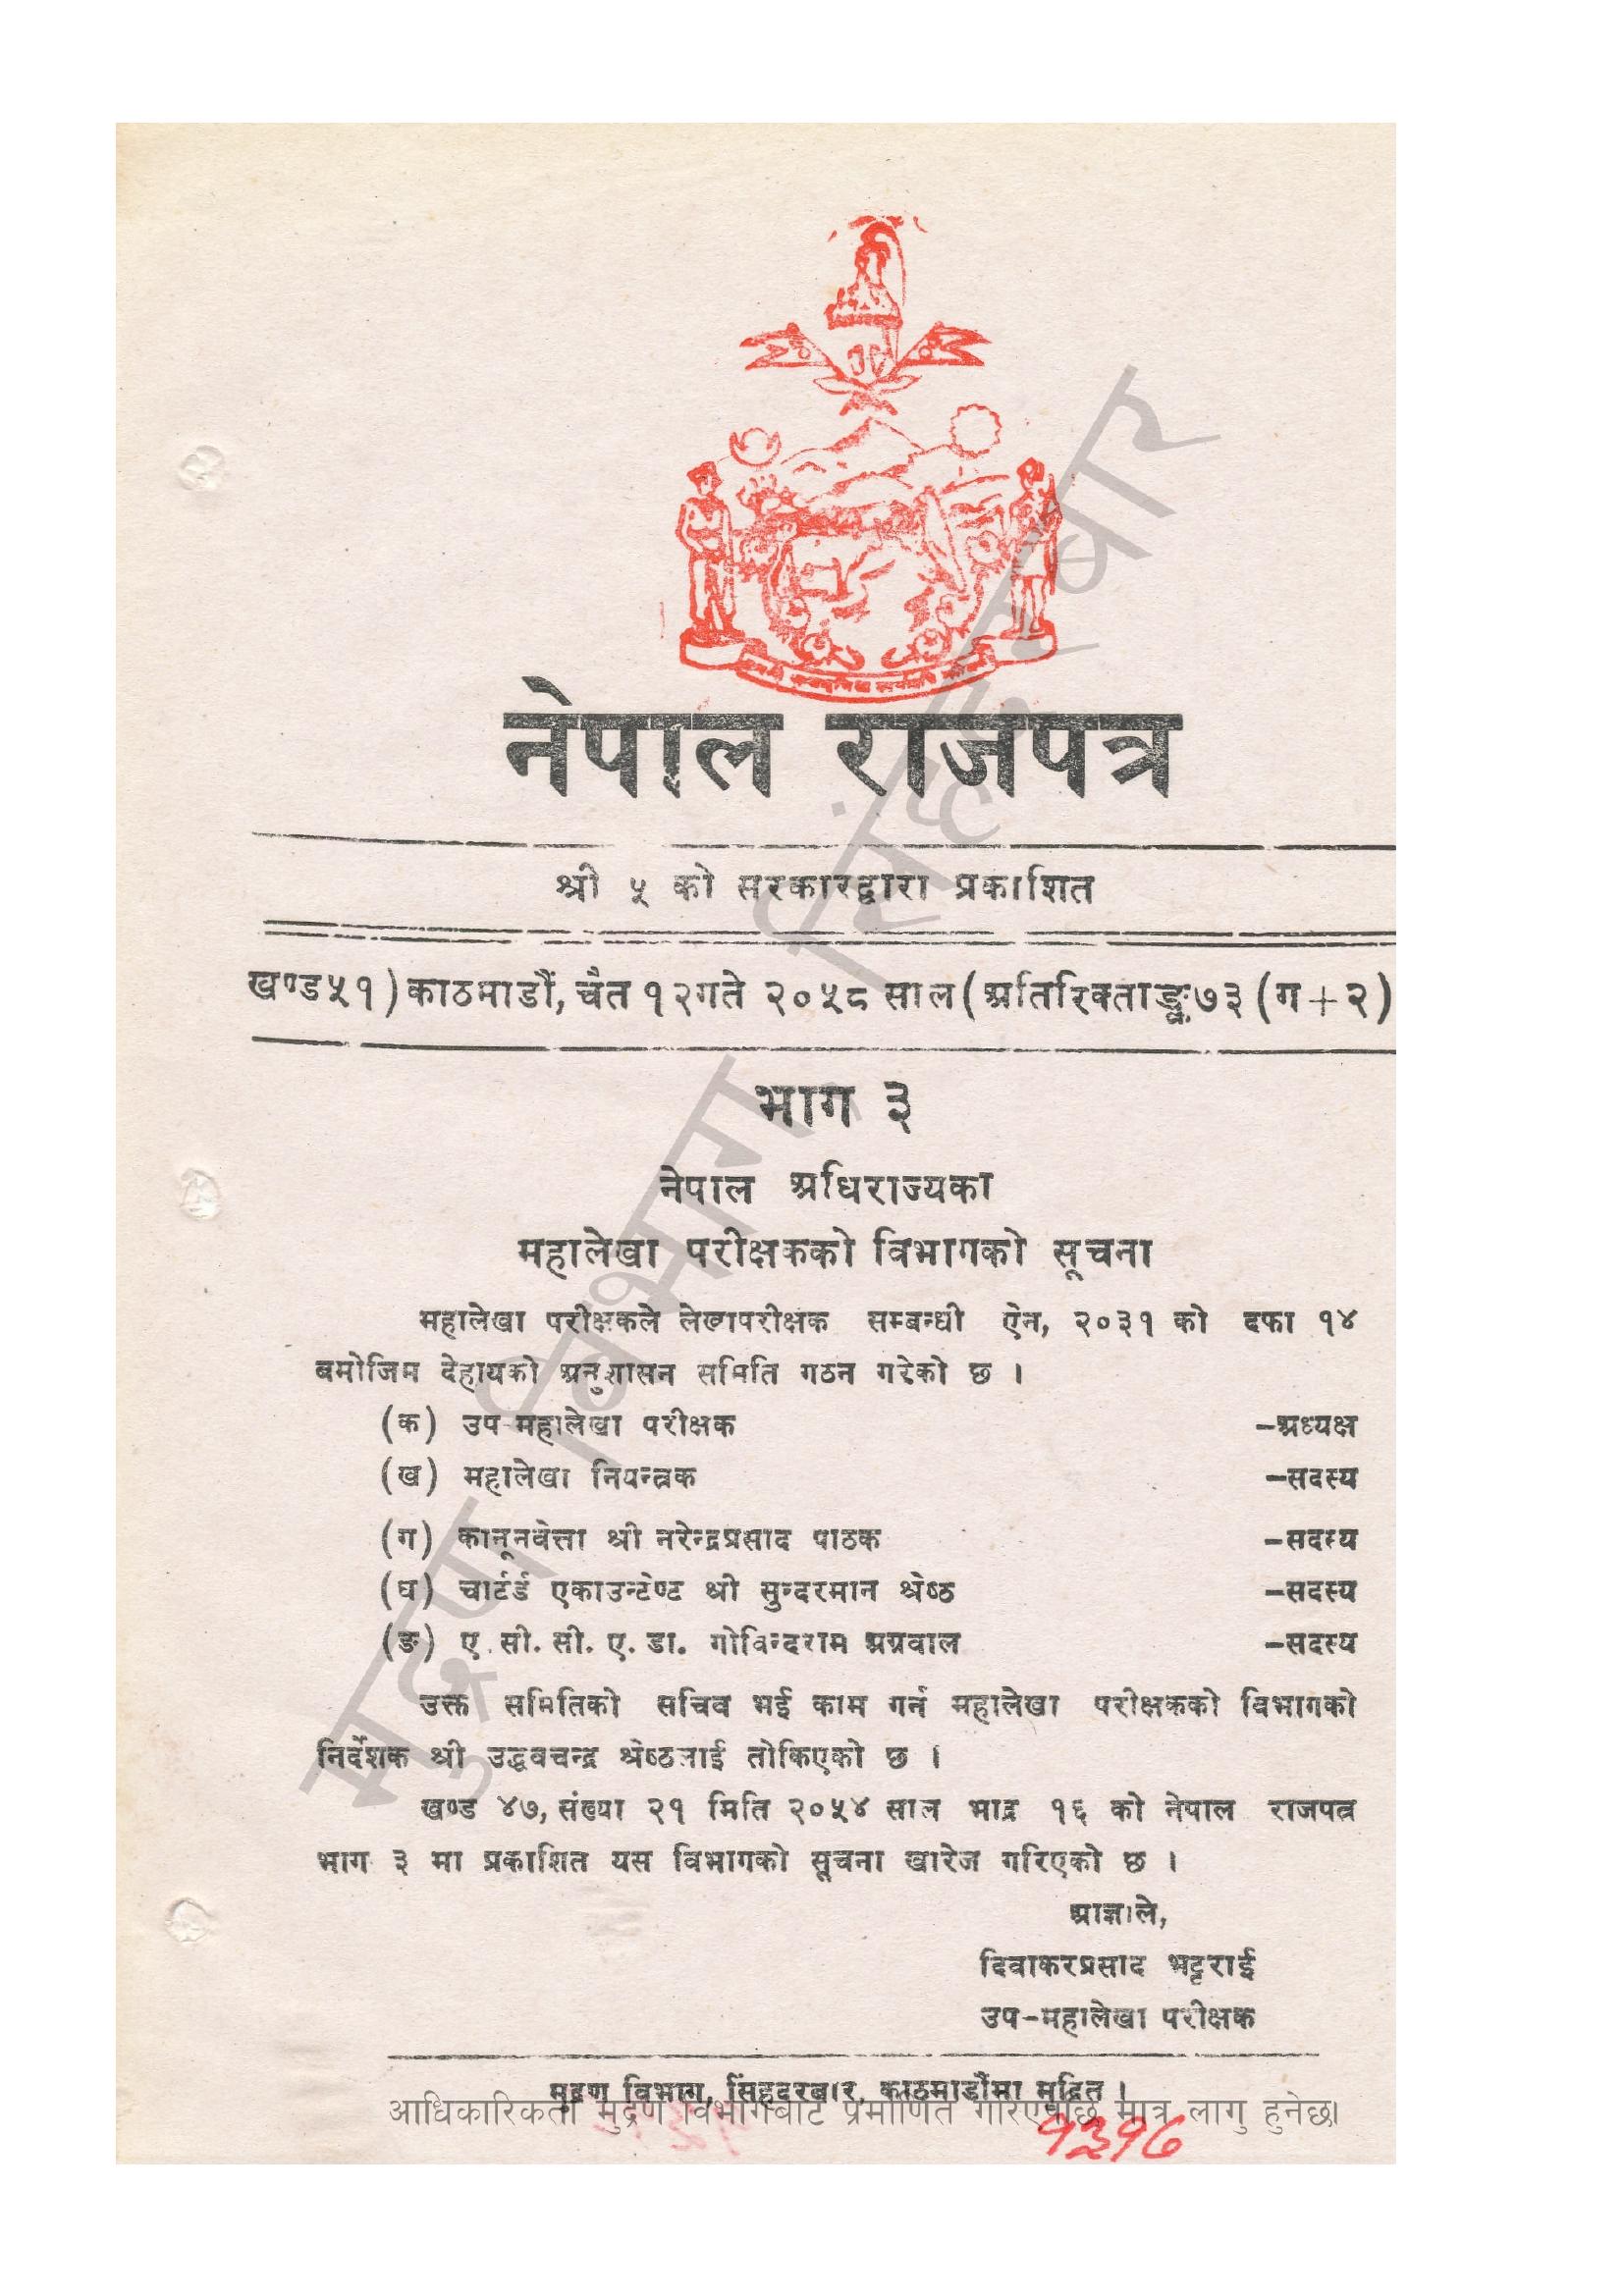 नेपाल राजपत्र
श्री ५ को सरकारद्वारा प्रकाशित
खण्ड ५१) काठमाडौं, चैत १२ गते २०५८ साल (अतिरिक्ताङ्क ७३ (ग+२)
भाग ३
नेपाल अधिराज्यका
महालेखा परीक्षकको विभागको सूचना
महालेखा परीक्षकले लेखापरीक्षक सम्बन्धी ऐन, २०३१ को दफा १४
बमोजिम देहायको अनुशासन समिति गठन गरेको छ ।
(क) उप-महालेखा परीक्षक -अध्यक्ष
(ख) महालेखा नियन्त्रक -सदस्य
(ग) कानूनवेत्ता श्री नरेन्द्रप्रसाद पाठक -सदस्य
(घ) चार्टर्ड एकाउन्टेण्ट श्री सुन्दरमान श्रेष्ठ -सदस्य
(ङ) ए. सी. सी. ए. डा. गोविन्दराम अग्रवाल -सदस्य
उक्त समितिको सचिव भई काम गर्न महालेखा परीक्षकको विभागको
निर्देशक श्री उद्धवचन्द्र श्रेष्ठलाई तोकिएको छ ।
खण्ड ४७, संख्या २१ मिति २०५४ साल भाद्र १६ को नेपाल राजपत्र
भाग ३ मा प्रकाशित यस विभागको सूचना खारेज गरिएको छ ।
आज्ञाले,
दिवाकरप्रसाद भट्टराई
उप-महालेखा परीक्षक
मुद्रण विभाग, सिंहदरबार, काठमाडौंमा मुद्रित ।
आधिकारिकता मुद्रण विभागबाट प्रमाणित गरिएपछि मात्र लागु हुनेछ।
१३१६
मुद्रण विभाग, सिंहदरबार